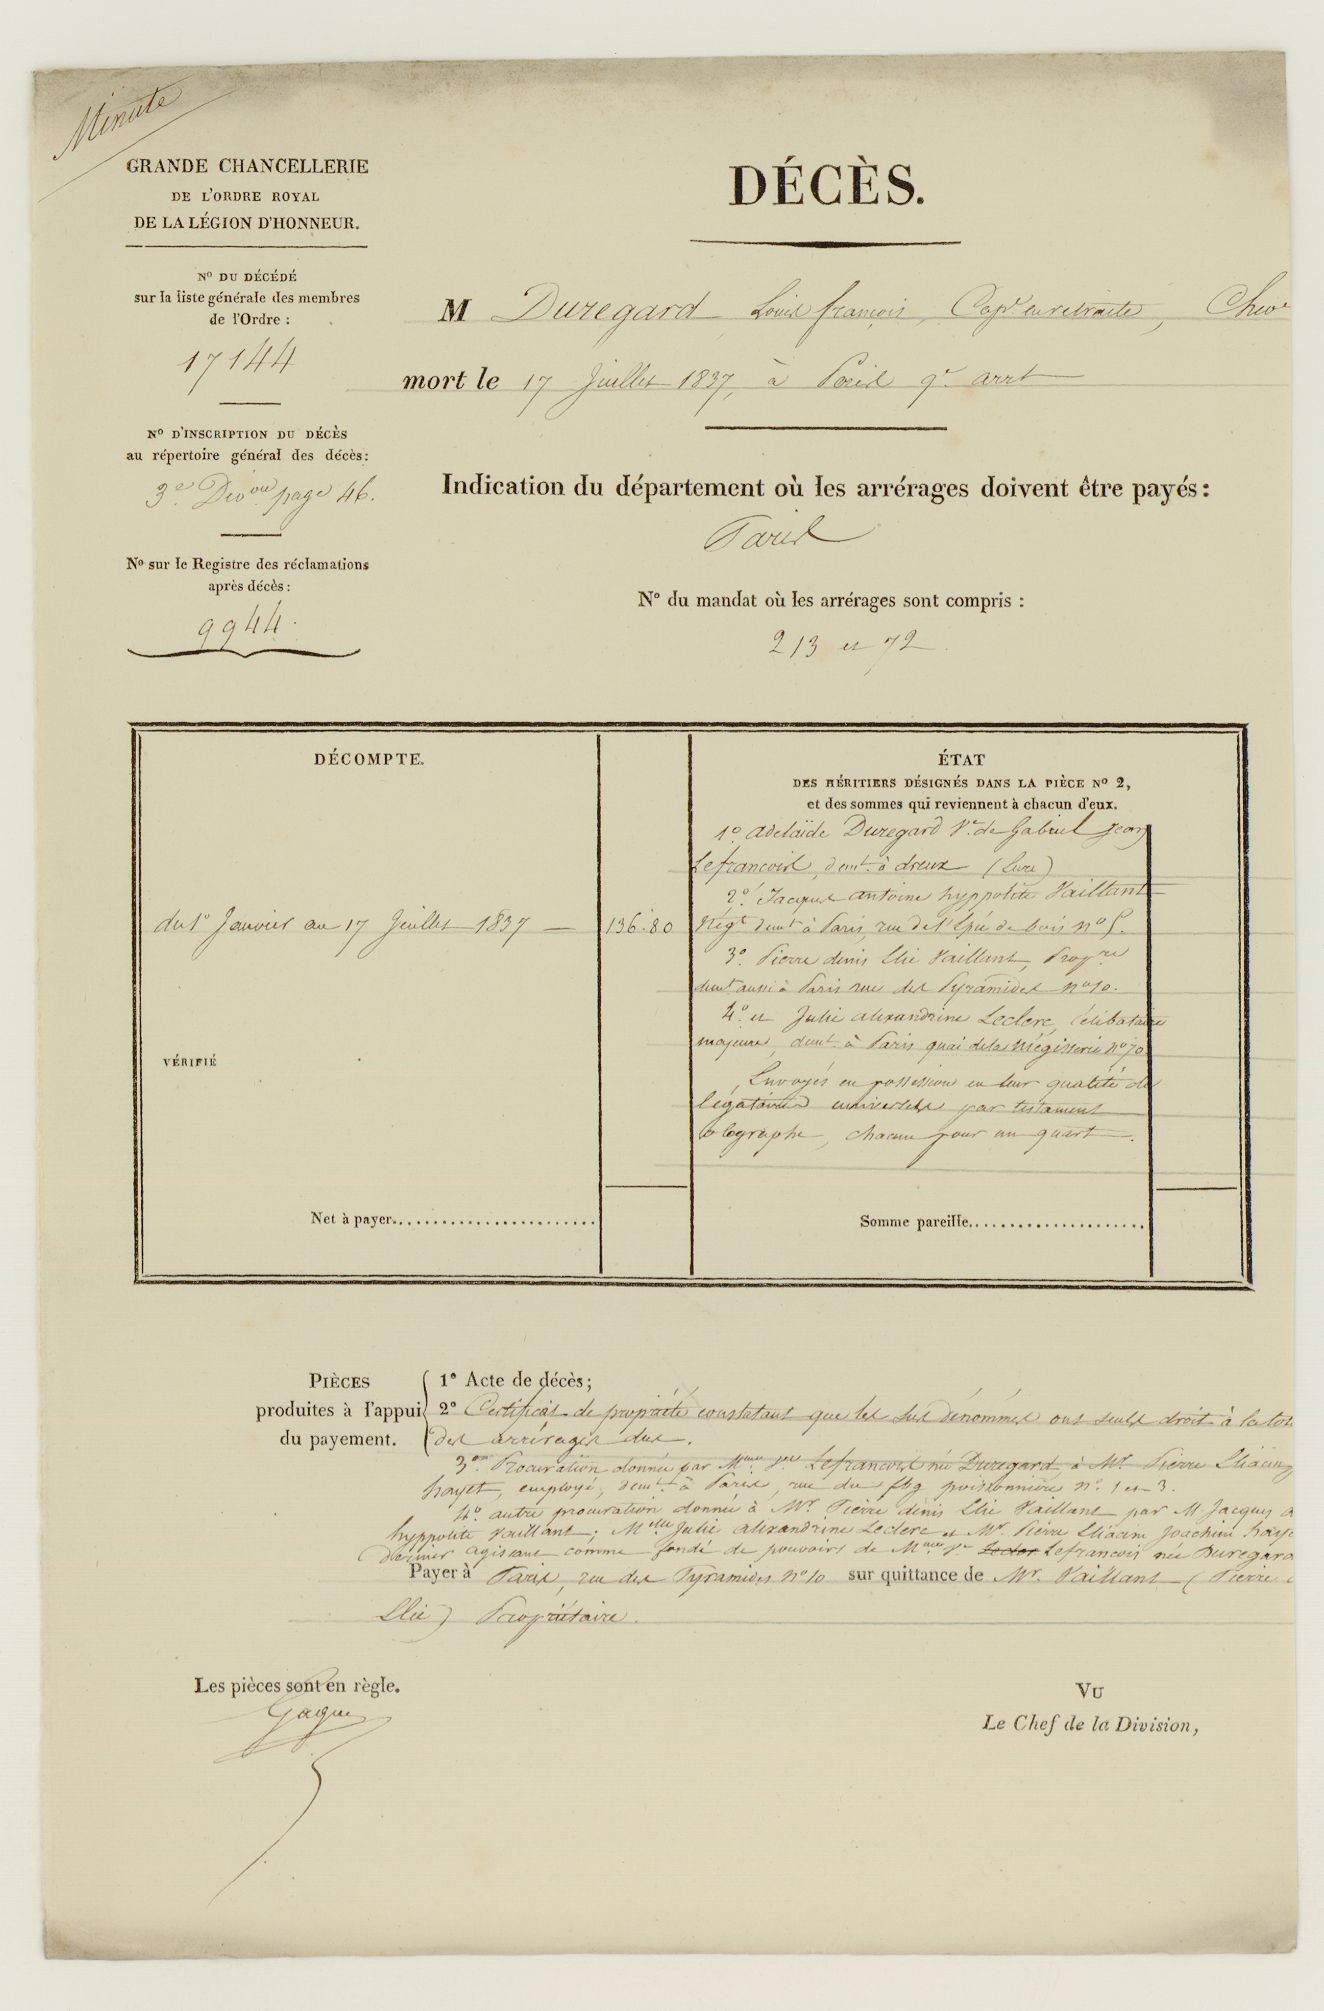 Minute
GRANDE CHANCELLERIE
DE L'ORDRE ROYAL
DE LA LÉGION D'HONNEUR.
Nº DU DÉCÉDÉ
sur la liste générale des membres
de l'Ordre :
17144
Nº D'INSCRIPTION DU DÉCÈS
au répertoire général des décès:
3e Divon page 46.
Nº sur le Registre des réclamations
après décès:
9944.
DÉCÈS.
M Duregard Louis françois, Capne en retraite, Chev
mort le 17 Juillet 1837, à Paris 9e arrt
Indication du département où les arrérages doivent être payés:
Paris
Nº du mandat où les arrérages sont compris :
213 et 72.
DÉCOMPTE.
du 1er Janvier au 17 Juillet 1837 — 136.80
VÉRIFIÉ
Net à payer
ÉTAT
DES HÉRITIERS DÉSIGNÉS DANS LA PIÈCE Nº 2,
et des sommes qui reviennent à chacun d'eux.
1º adelaïde Duregard Ve de Gabriel Jean
Lefrancois, demt à dreux (Eure)
2º Jacques antoine hyppolite Vaillant
Négt demt à Paris, rue de l'Epée de bois nº 5.
3º Pierre denis Elie Vaillant, Propre
demt aussi à Paris rue des Pyramides nº 10.
4º et Julie alexandrine Leclerc, Célibataire
majeure, demt à Paris quai de la Mégisserie nº 70.
Envoyés en possession en leur qualité de
légataires universels par testament
olographe, chacun pour un quart.
Somme pareille
PIÈCES
produites à l'appui
du payement.
1º Acte de décès;
2º Certificat de propriété constatant que les sus dénommés ont seuls droit à la
des arrérages dus.
3º Procuration donnée par Mme Ve Lefrancois née Duregard, à Mr Pierre Eliacin
hayet, employé, demt à Paris, rue du fbg poissonnière nº 1 et 3.
4º autre procuration donnée à Mr Pierre denis Elie Vaillant par M Jacques
hyppolite Vaillant; Melle Julie alexandrine Leclerc et Mr Pierre Eliacin Joachim
dernier agissant comme fondé de pouvoirs de Mme Ve Lefrancois née Duregard
Payer à Paris, rue des Pyramides nº 10 sur quittance de Mr Vaillant (Pierre
Elie) Propriétaire.
Les pièces sont en règle.
VU
Le Chef de la Division,